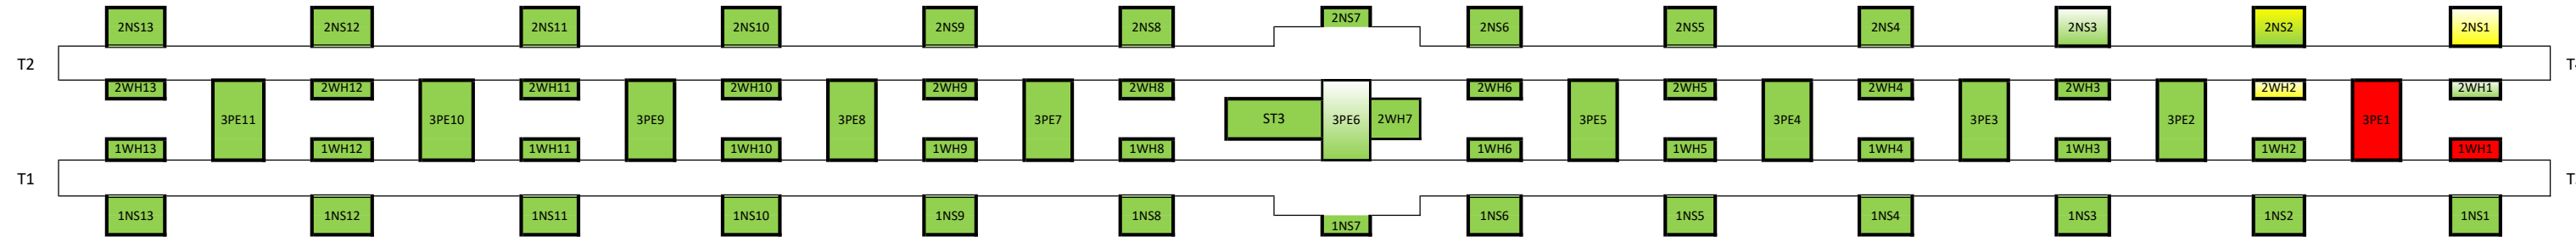 2NS13 2NS12 2NS11 2NS10 2NS9 2NS8 2NS7 2NS6 2NS5 2NS4 2NS3 2NS2 2NS1
T2
2WH13 2WH12 2WH11 2WH10 2WH9 2WH8 2WH6 2WH5 2WH4 2WH3 2WH2 2WH1
3PE11 3PE10 3PE9 3PE8 3PE7 ST3 3PE6 2WH7 3PE5 3PE4 3PE3 3PE2 3PE1
1WH13 1WH12 1WH11 1WH10 1WH9 1WH8 1WH6 1WH5 1WH4 1WH3 1WH2 1WH1
T1
1NS13 1NS12 1NS11 1NS10 1NS9 1NS8 1NS7 1NS6 1NS5 1NS4 1NS3 1NS2 1NS1